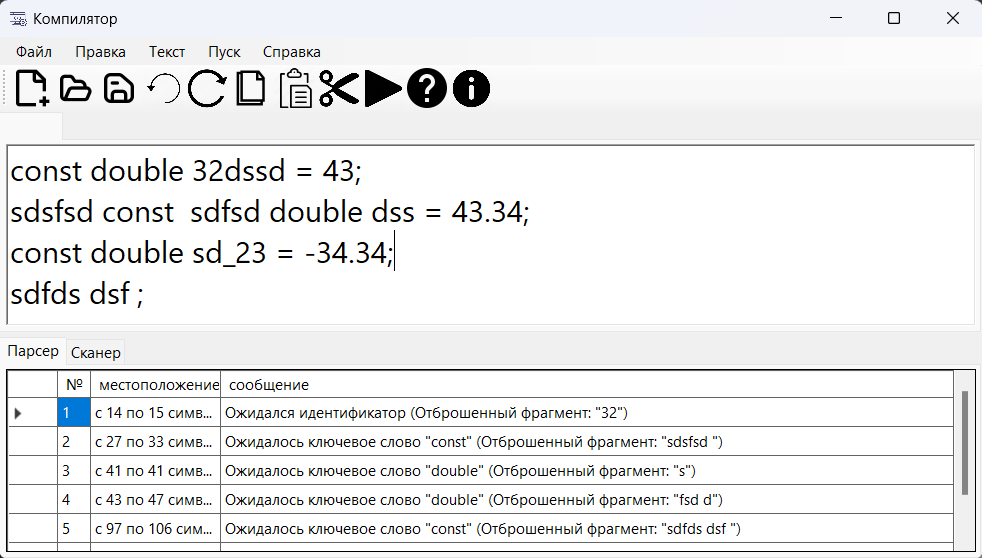 Компилятор
Файл Правка Текст Пуск Справка
const double 32dssd = 43;
sdsfsd const  sdfsd double dss = 43.34;
const double sd_23 = -34.34;
sdfds dsf ;
Парсер Сканер
№ местоположение сообщение
1 с 14 по 15 симв... Ожидался идентификатор (Отброшенный фрагмент: "32")
2 с 27 по 33 симв... Ожидалось ключевое слово "const" (Отброшенный фрагмент: "sdsfsd ")
3 с 41 по 41 симв... Ожидалось ключевое слово "double" (Отброшенный фрагмент: "s")
4 с 43 по 47 симв... Ожидалось ключевое слово "double" (Отброшенный фрагмент: "fsd d")
5 с 97 по 106 сим... Ожидалось ключевое слово "const" (Отброшенный фрагмент: "sdfds dsf ")